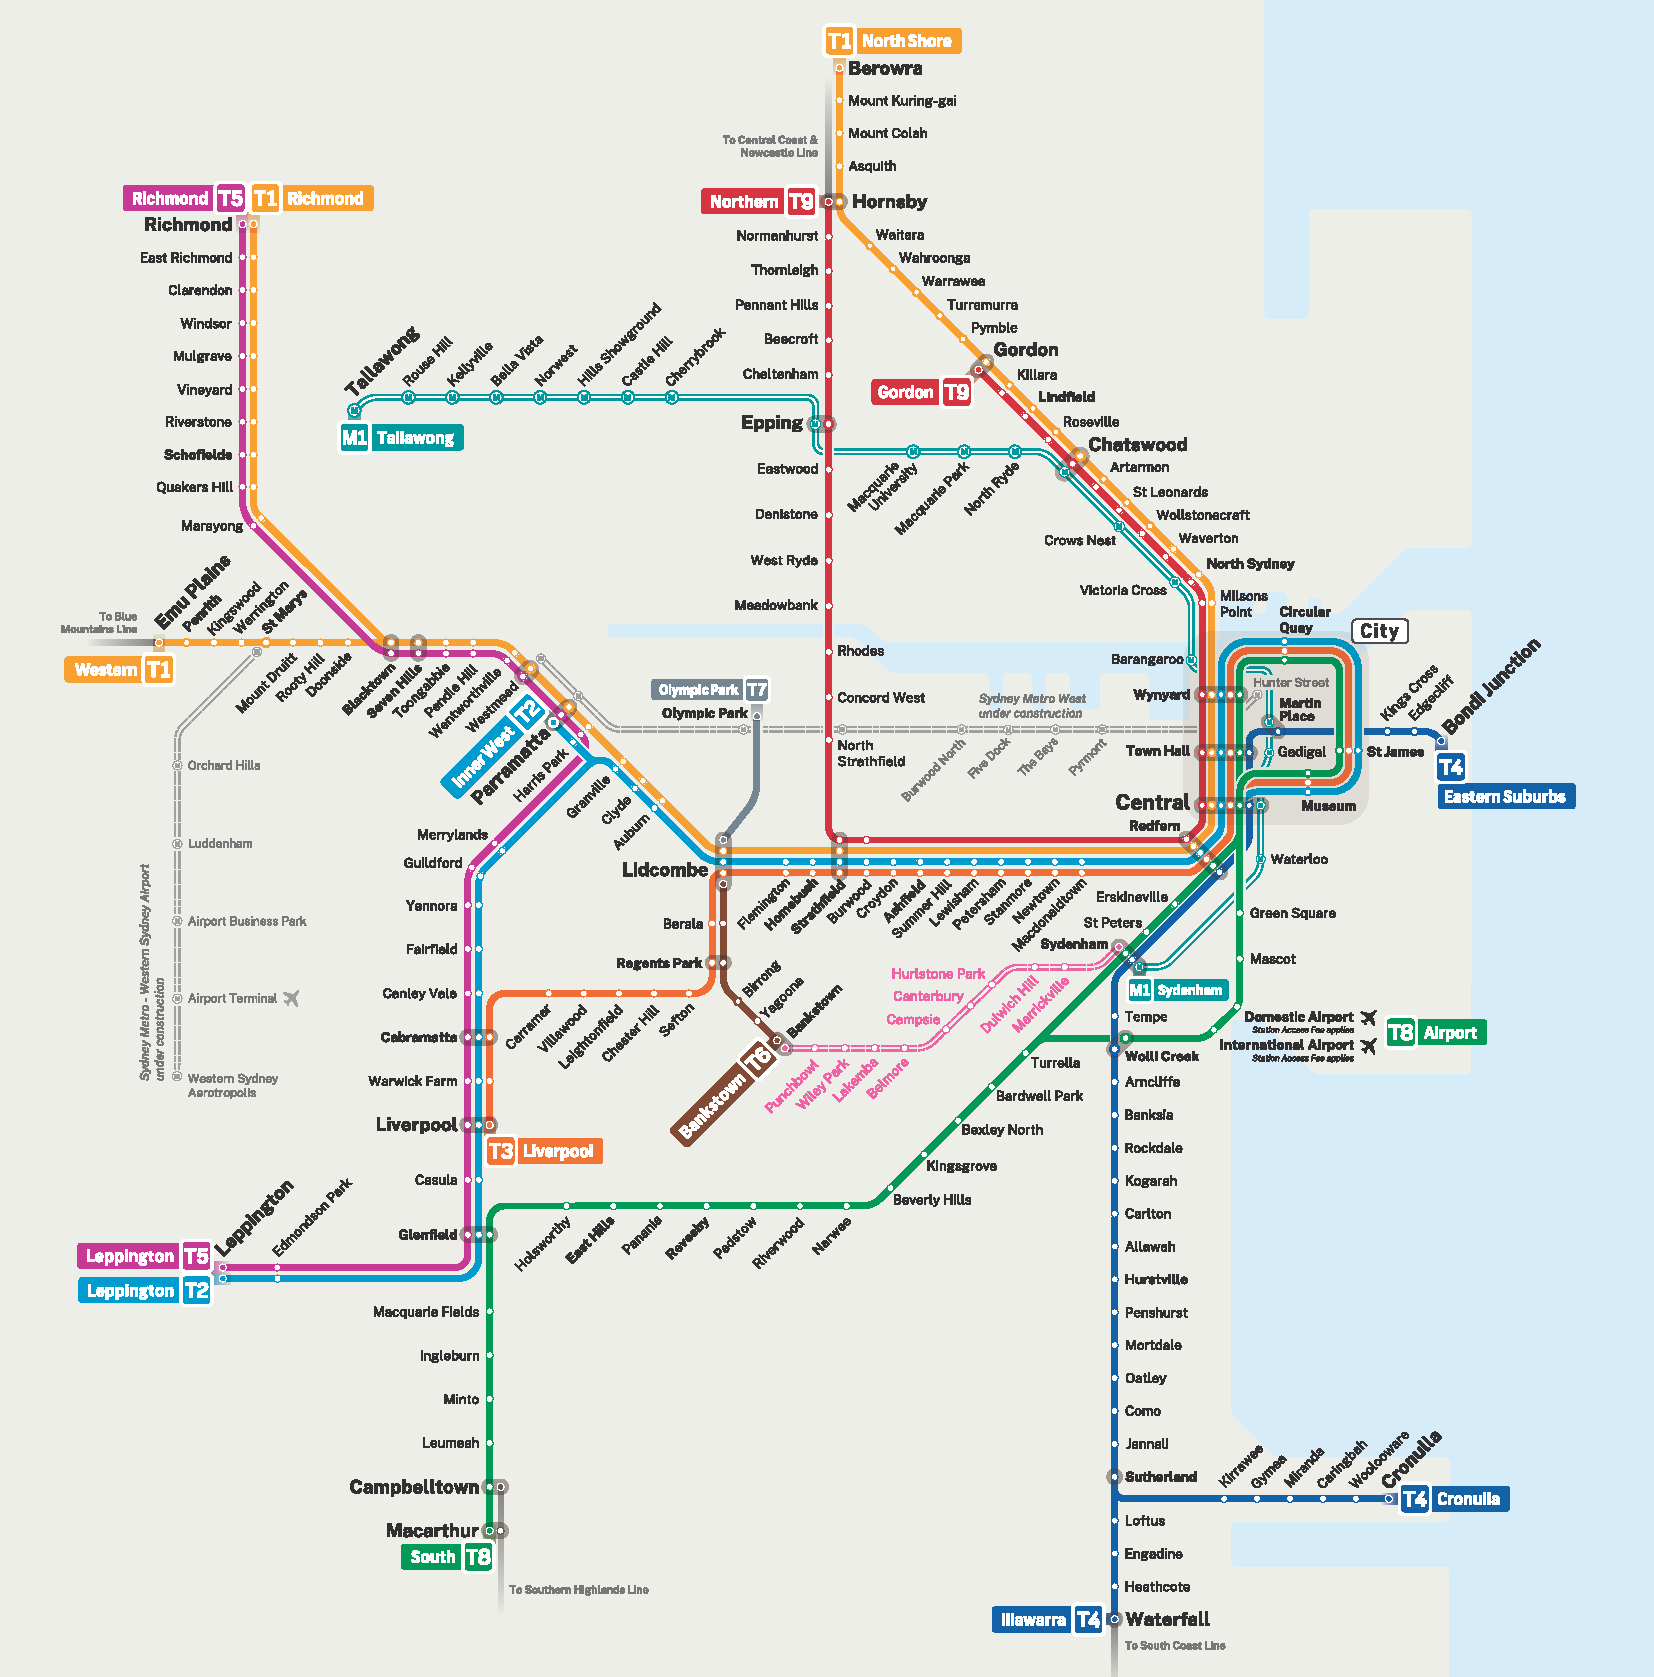 T1 North Shore
Berowra
Mount Kuring-gai
Mount Colah
Asquith
To Central Coast &
Newcastle Line
Northern T9
Hornsby
Richmond T5
T1 Richmond
Richmond
East Richmond
Clarendon
Windsor
Mulgrave
Vineyard
Riverstone
Schofields
Quakers Hill
Marayong
Normanhurst
Thornleigh
Pennant Hills
Beecroft
Cheltenham
Epping
Eastwood
Denistone
West Ryde
Meadowbank
Rhodes
Concord West
North
Strathfield
Waitara
Wahroonga
Warrawee
Turramurra
Pymble
Gordon
Gordon T9
Killara
Lindfield
Roseville
Chatswood
Artarmon
St Leonards
Wollstonecraft
Waverton
North Sydney
Milsons
Point
Tallawong
Rouse Hill
Kellyville
Bella Vista
Norwest
Hills Showground
Castle Hill
Cherrybrook
M1 Tallawong
Macquarie
University
Macquarie Park
North Ryde
Crows Nest
Victoria Cross
Barangaroo
Circular
Quay
City
Hunter Street
Martin
Place
Gadigal
Wynyard
Town Hall
Central
Redfern
St James
Museum
Kings Cross
Edgecliff
Bondi Junction
T4
Eastern Suburbs
Waterloo
To Blue
Mountains Line
Western T1
Emu Plains
Penrith
Kingswood
Werrington
St Marys
Mount Druitt
Rooty Hill
Doonside
Blacktown
Seven Hills
Toongabbie
Pendle Hill
Wentworthville
Westmead
Inner West T2
Parramatta
Harris Park
Granville
Clyde
Auburn
Lidcombe
Olympic Park T7
Olympic Park
Sydney Metro West
under construction
Burwood North
Five Dock
The Bays
Pyrmont
Orchard Hills
Luddenham
Airport Business Park
Airport Terminal
Western Sydney
Aerotropolis
Sydney Metro - Western Sydney Airport
under construction
Merrylands
Guildford
Yennora
Fairfield
Canley Vale
Cabramatta
Warwick Farm
Liverpool
T3 Liverpool
Casula
Glenfield
Leppington
Edmondson Park
Leppington T5
Leppington T2
Flemington
Homebush
Strathfield
Burwood
Croydon
Ashfield
Summer Hill
Lewisham
Petersham
Stanmore
Newtown
Macdonaldtown
Berala
Regents Park
Birrong
Yagoona
Bankstown
Bankstown T6
Carramar
Villawood
Leightonfield
Chester Hill
Sefton
Punchbowl
Wiley Park
Lakemba
Belmore
Campsie
Canterbury
Hurlstone Park
Dulwich Hill
Marrickville
Sydenham
M1 Sydenham
Erskineville
St Peters
Green Square
Mascot
Domestic Airport
Station Access Fee applies
International Airport
Station Access Fee applies
T8 Airport
Tempe
Wolli Creek
Turrella
Bardwell Park
Bexley North
Kingsgrove
Beverly Hills
Narwee
Riverwood
Padstow
Revesby
Panania
East Hills
Holsworthy
Macquarie Fields
Ingleburn
Minto
Leumeah
Campbelltown
Macarthur
South T8
To Southern Highlands Line
Arncliffe
Banksia
Rockdale
Kogarah
Carlton
Allawah
Hurstville
Penshurst
Mortdale
Oatley
Como
Jannali
Sutherland
Kirrawee
Gymea
Miranda
Caringbah
Woolooware
Cronulla
T4 Cronulla
Loftus
Engadine
Heathcote
Illawarra T4
Waterfall
To South Coast Line